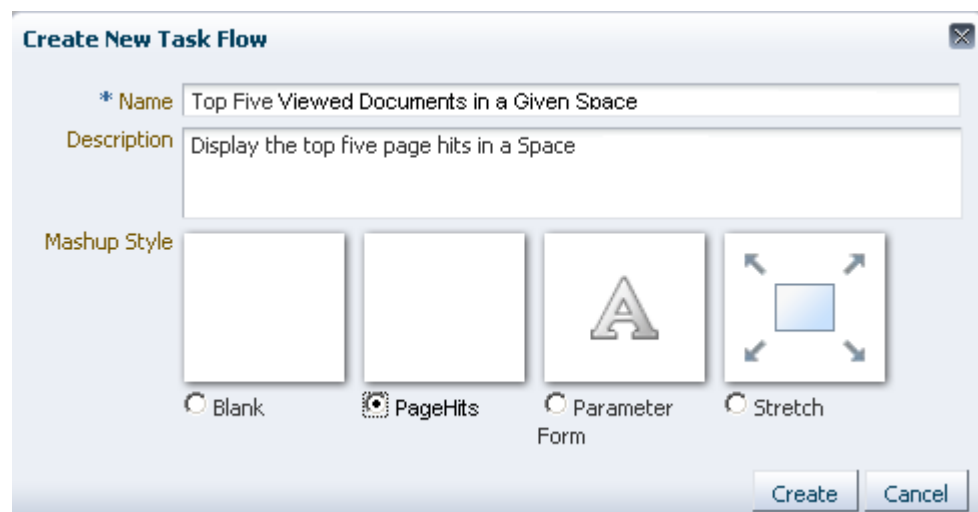 Create New Task Flow
* Name Top Five Viewed Documents in a Given Space
Description Display the top five page hits in a Space
Mashup Style
A
Blank PageHits Parameter Form Stretch
Create Cancel